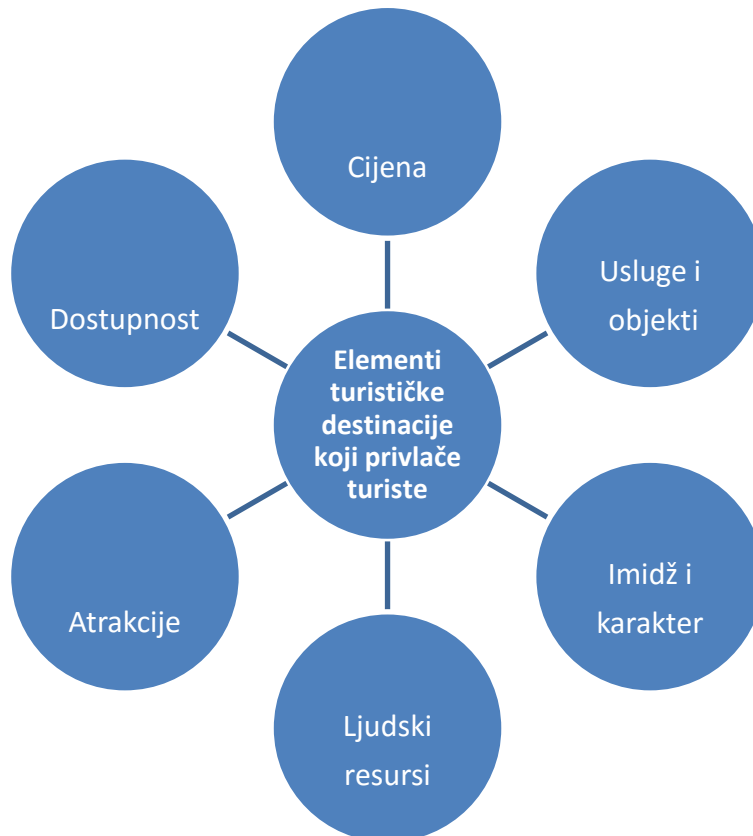 Cijena
Usluge i
objekti
Dostupnost
Elementi
turističke
destinacije
koji privlače
turiste
Imidž i
karakter
Atrakcije
Ljudski
resursi